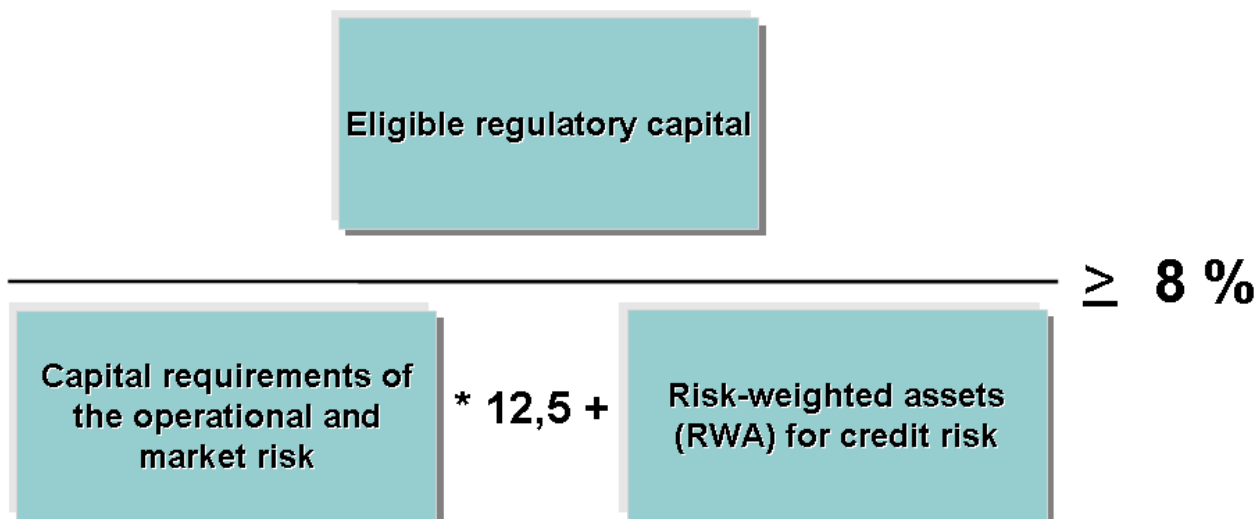 Eligible regulatory capital
≥ 8 %
Capital requirements of
the operational and
market risk
* 12,5 +
Risk-weighted assets
(RWA) for credit risk